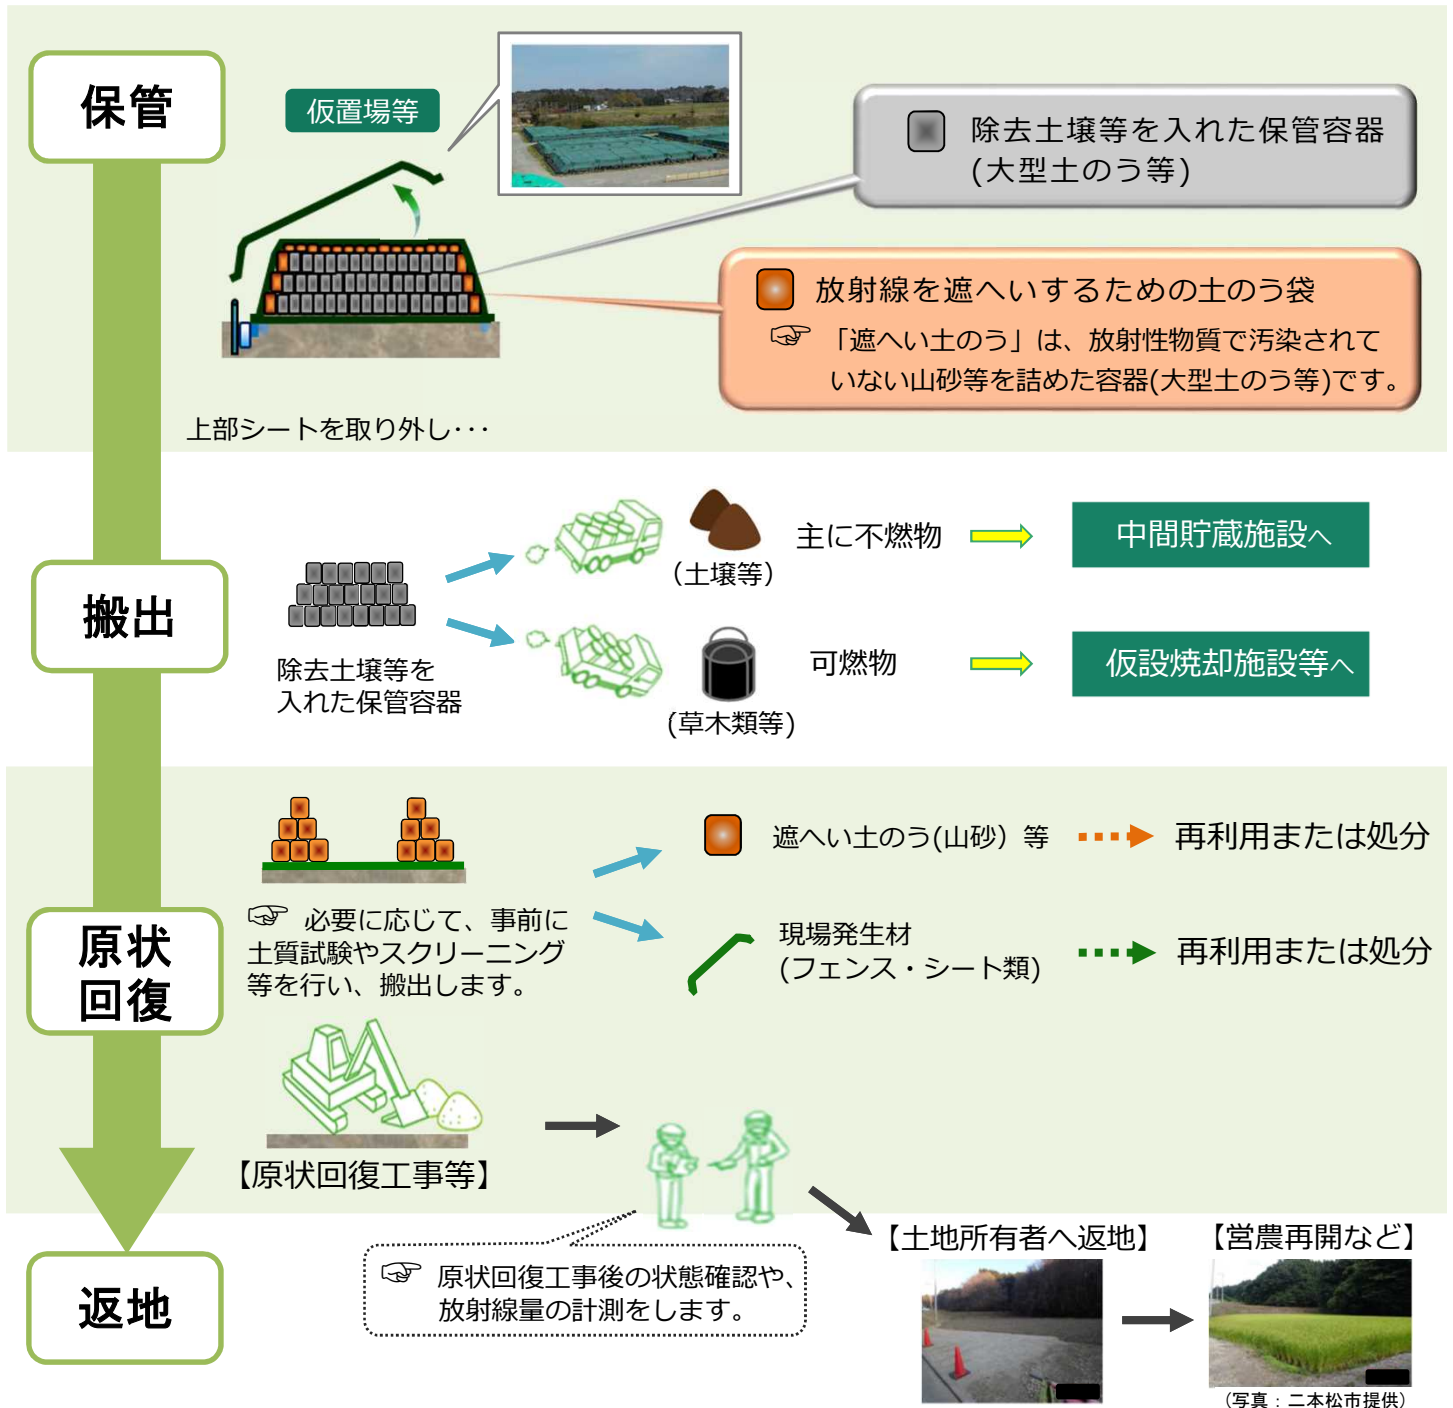 保管
仮置場等
除去土壌等を入れた保管容器
(大型土のう等)
放射線を遮へいするための土のう袋
☞ 「遮へい土のう」は、放射性物質で汚染されて
いない山砂等を詰めた容器(大型土のう等)です。
上部シートを取り外し･･･
搬出
除去土壌等を
入れた保管容器
(土壌等)
主に不燃物
中間貯蔵施設へ
(草木類等)
可燃物
仮設焼却施設等へ
原状
回復
☞ 必要に応じて、事前に
土質試験やスクリーニング
等を行い、搬出します。
遮へい土のう(山砂）等
再利用または処分
現場発生材
(フェンス・シート類)
再利用または処分
【原状回復工事等】
☞ 原状回復工事後の状態確認や、
放射線量の計測をします。
返地
【土地所有者へ返地】
【営農再開など】
（写真：二本松市提供）